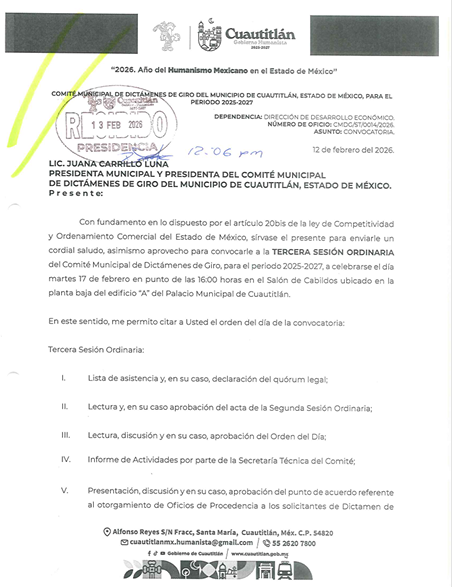 Cuautitlán
Gobierno Humanista
2025-2027
"2026. Año del Humanismo Mexicano en el Estado de México"
COMITÉ MUNICIPAL DE DICTÁMENES DE GIRO DEL MUNICIPIO DE CUAUTITLÁN, ESTADO DE MÉXICO, PARA EL
PERIODO 2025-2027
DEPENDENCIA: DIRECCIÓN DE DESARROLLO ECONÓMICO.
NÚMERO DE OFICIO: CMDG/ST/0014/2026.
ASUNTO: CONVOCATORIA.
Cuautitlán
RECIBIDO
13 FEB 2026
PRESIDENCIA
12:06 pm
12 de febrero del 2026.
LIC. JUANA CARRILLO LUNA
PRESIDENTA MUNICIPAL Y PRESIDENTA DEL COMITÉ MUNICIPAL
DE DICTÁMENES DE GIRO DEL MUNICIPIO DE CUAUTITLÁN, ESTADO DE MÉXICO.
P r e s e n t e :
Con fundamento en lo dispuesto por el artículo 20bis de la ley de Competitividad
y Ordenamiento Comercial del Estado de México, sírvase el presente para enviarle un
cordial saludo, asimismo aprovecho para convocarle a la TERCERA SESIÓN ORDINARIA
del Comité Municipal de Dictámenes de Giro, para el periodo 2025-2027, a celebrarse el día
martes 17 de febrero en punto de las 16:00 horas en el Salón de Cabildos ubicado en la
planta baja del edificio "A" del Palacio Municipal de Cuautitlán.
En este sentido, me permito citar a Usted el orden del día de la convocatoria:
Tercera Sesión Ordinaria:
I. Lista de asistencia y, en su caso, declaración del quórum legal;
II. Lectura y, en su caso aprobación del acta de la Segunda Sesión Ordinaria;
III. Lectura, discusión y en su caso, aprobación del Orden del Día;
IV. Informe de Actividades por parte de la Secretaría Técnica del Comité;
V. Presentación, discusión y en su caso, aprobación del punto de acuerdo referente
al otorgamiento de Oficios de Procedencia a los solicitantes de Dictamen de
Alfonso Reyes S/N Fracc, Santa María, Cuautitlán, Méx. C.P. 54820
cuautitlanmx.humanista@gmail.com / 55 2620 7800
Gobierno de Cuautitlán / www.cuautitlan.gob.mx